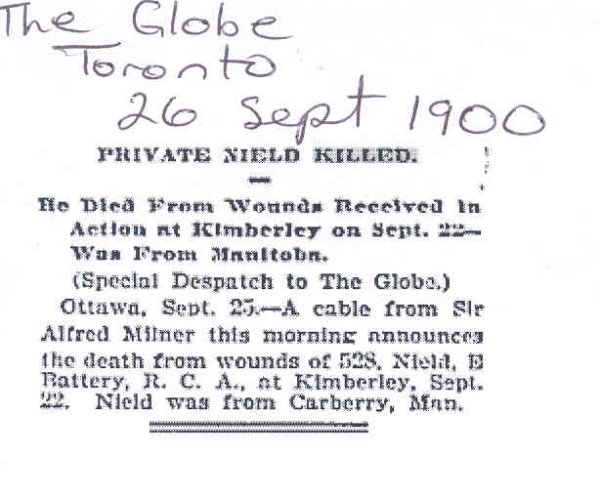 The Globe
Toronto
26 Sept 1900
PRIVATE NIELD KILLED.
He Died From Wounds Received in
Action at Kimberley on Sept. 22—
Was From Manitoba.
(Special Despatch to The Globe.)
Ottawa, Sept. 25.—A cable from Sir
Alfred Milner this morning announces
the death from wounds of 528, Nield, E
Battery, R. C. A., at Kimberley, Sept.
22. Nield was from Carberry, Man.